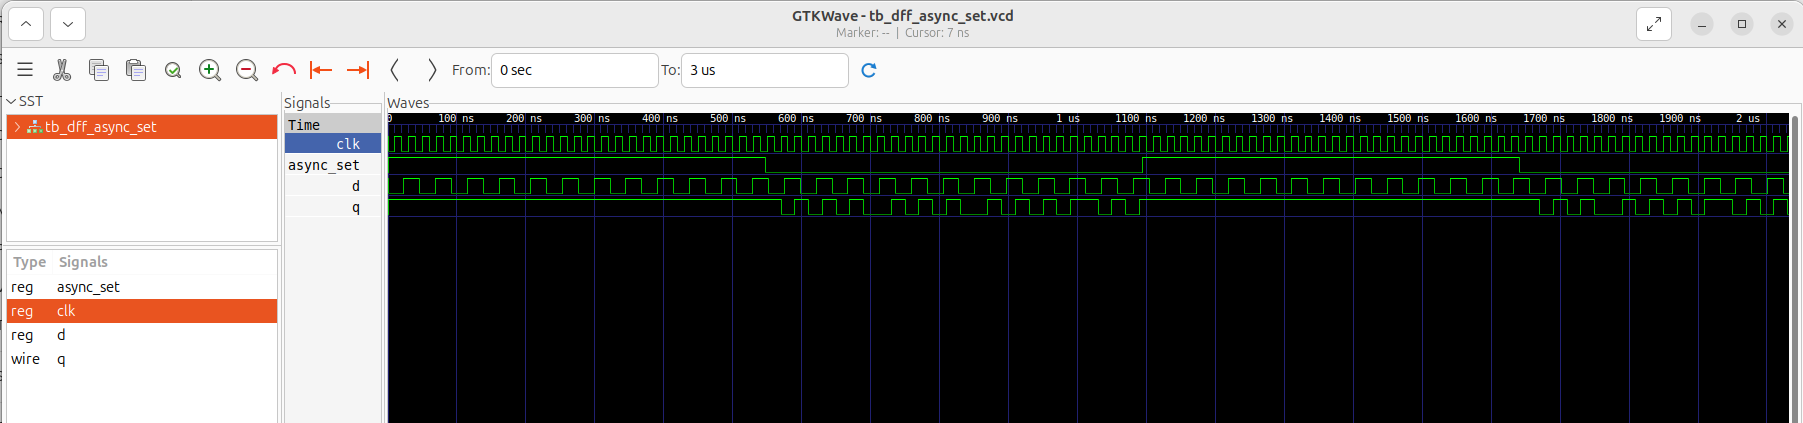 GTKWave - tb_dff_async_set.vcd
Marker: -- | Cursor: 7 ns
From: 0 sec To: 3 us
SST
tb_dff_async_set
Type Signals
reg async_set
reg clk
reg d
wire q
Signals
Time
clk
async_set
d
q
Waves
0 100 ns 200 ns 300 ns 400 ns 500 ns 600 ns 700 ns 800 ns 900 ns 1 us 1100 ns 1200 ns 1300 ns 1400 ns 1500 ns 1600 ns 1700 ns 1800 ns 1900 ns 2 us